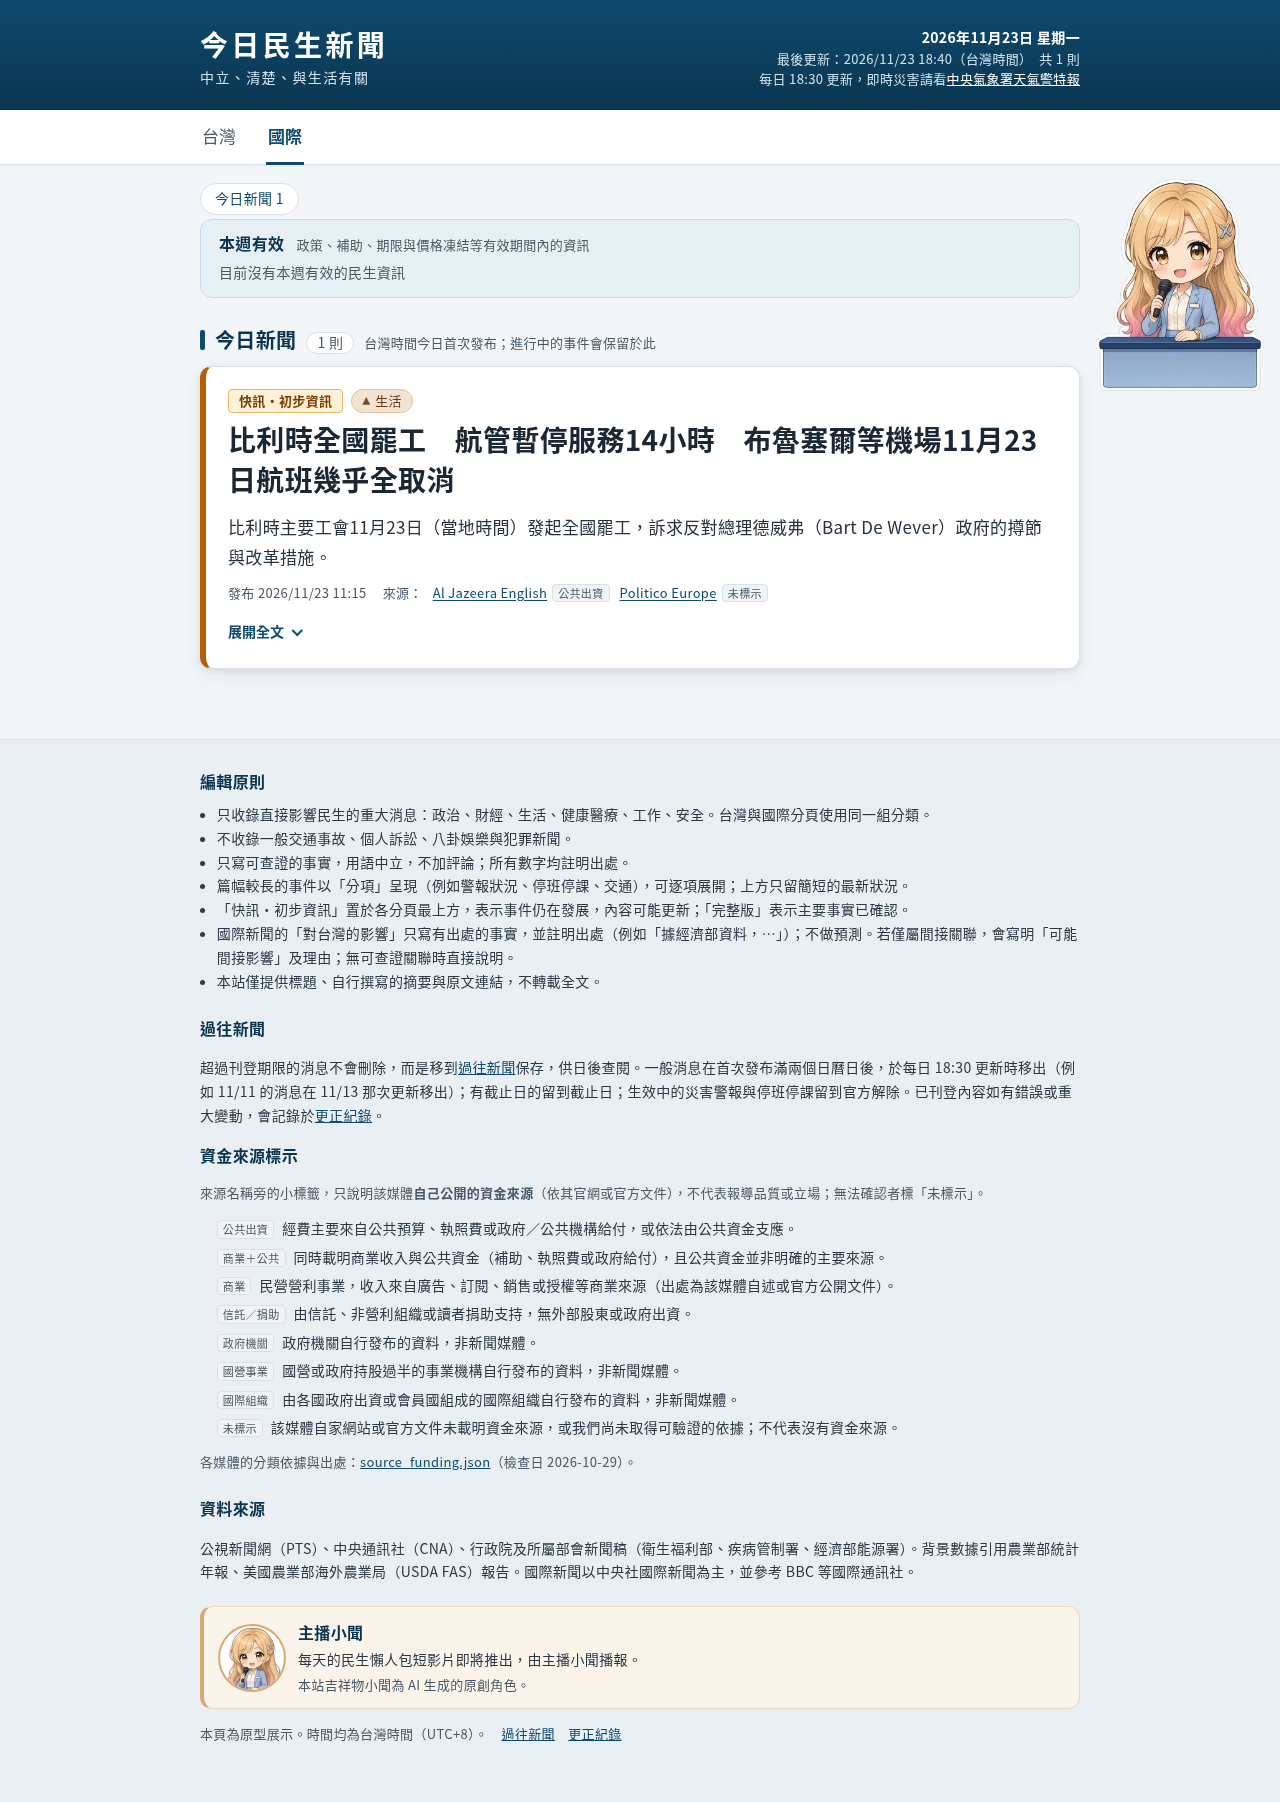 今日民生新聞
中立、清楚、與生活有關
2026年11月23日 星期一
最後更新：2026/11/23 18:40（台灣時間） 共 1 則
每日 18:30 更新，即時災害請看中央氣象署天氣警特報
台灣 國際
今日新聞 1
本週有效 政策、補助、期限與價格凍結等有效期間內的資訊
目前沒有本週有效的民生資訊
今日新聞 1 則 台灣時間今日首次發布；進行中的事件會保留於此
快訊・初步資訊 ▲ 生活
比利時全國罷工　航管暫停服務14小時　布魯塞爾等機場11月23
日航班幾乎全取消
比利時主要工會11月23日（當地時間）發起全國罷工，訴求反對總理德威弗（Bart De Wever）政府的撙節
與改革措施。
發布 2026/11/23 11:15 來源： Al Jazeera English 公共出資 Politico Europe 未標示
展開全文
編輯原則
• 只收錄直接影響民生的重大消息：政治、財經、生活、健康醫療、工作、安全。台灣與國際分頁使用同一組分類。
• 不收錄一般交通事故、個人訴訟、八卦娛樂與犯罪新聞。
• 只寫可查證的事實，用語中立，不加評論；所有數字均註明出處。
• 篇幅較長的事件以「分項」呈現（例如警報狀況、停班停課、交通），可逐項展開；上方只留簡短的最新狀況。
• 「快訊・初步資訊」置於各分頁最上方，表示事件仍在發展，內容可能更新；「完整版」表示主要事實已確認。
• 國際新聞的「對台灣的影響」只寫有出處的事實，並註明出處（例如「據經濟部資料，…」）；不做預測。若僅屬間接關聯，會寫明「可能
間接影響」及理由；無可查證關聯時直接說明。
• 本站僅提供標題、自行撰寫的摘要與原文連結，不轉載全文。
過往新聞
超過刊登期限的消息不會刪除，而是移到過往新聞保存，供日後查閱。一般消息在首次發布滿兩個日曆日後，於每日 18:30 更新時移出（例
如 11/11 的消息在 11/13 那次更新移出）；有截止日的留到截止日；生效中的災害警報與停班停課留到官方解除。已刊登內容如有錯誤或重
大變動，會記錄於更正紀錄。
資金來源標示
來源名稱旁的小標籤，只說明該媒體自己公開的資金來源（依其官網或官方文件），不代表報導品質或立場；無法確認者標「未標示」。
公共出資 經費主要來自公共預算、執照費或政府／公共機構給付，或依法由公共資金支應。
商業＋公共 同時載明商業收入與公共資金（補助、執照費或政府給付），且公共資金並非明確的主要來源。
商業 民營營利事業，收入來自廣告、訂閱、銷售或授權等商業來源（出處為該媒體自述或官方公開文件）。
信託／捐助 由信託、非營利組織或讀者捐助支持，無外部股東或政府出資。
政府機關 政府機關自行發布的資料，非新聞媒體。
國營事業 國營或政府持股過半的事業機構自行發布的資料，非新聞媒體。
國際組織 由各國政府出資或會員國組成的國際組織自行發布的資料，非新聞媒體。
未標示 該媒體自家網站或官方文件未載明資金來源，或我們尚未取得可驗證的依據；不代表沒有資金來源。
各媒體的分類依據與出處：source_funding.json（檢查日 2026-10-29）。
資料來源
公視新聞網（PTS）、中央通訊社（CNA）、行政院及所屬部會新聞稿（衛生福利部、疾病管制署、經濟部能源署）。背景數據引用農業部統計
年報、美國農業部海外農業局（USDA FAS）報告。國際新聞以中央社國際新聞為主，並參考 BBC 等國際通訊社。
主播小聞
每天的民生懶人包短影片即將推出，由主播小聞播報。
本站吉祥物小聞為 AI 生成的原創角色。
本頁為原型展示。時間均為台灣時間（UTC+8）。 過往新聞 更正紀錄